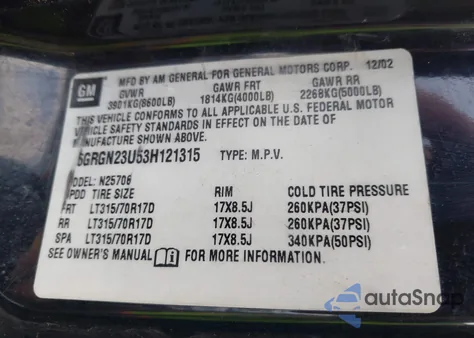 GM
MFD BY AM GENERAL FOR GENERAL MOTORS CORP. 12/02
GVWR GAWR FRT GAWR RR
3901KG(8600LB) 1814KG(4000LB) 2268KG(5000LB)
THIS VEHICLE CONFORMS TO ALL APPLICABLE U.S. FEDERAL MOTOR
VEHICLE SAFETY STANDARDS IN EFFECT ON THE DATE OF
MANUFACTURE SHOWN ABOVE.
5GRGN23U53H121315 TYPE: M.P.V.
MODEL: N25706
SPDD TIRE SIZE RIM COLD TIRE PRESSURE
FRT LT315/70R17D 17X8.5J 260KPA(37PSI)
RR LT315/70R17D 17X8.5J 260KPA(37PSI)
SPA LT315/70R17D 17X8.5J 340KPA(50PSI)
SEE OWNER'S MANUAL FOR MORE INFORMATION.
autoSnap